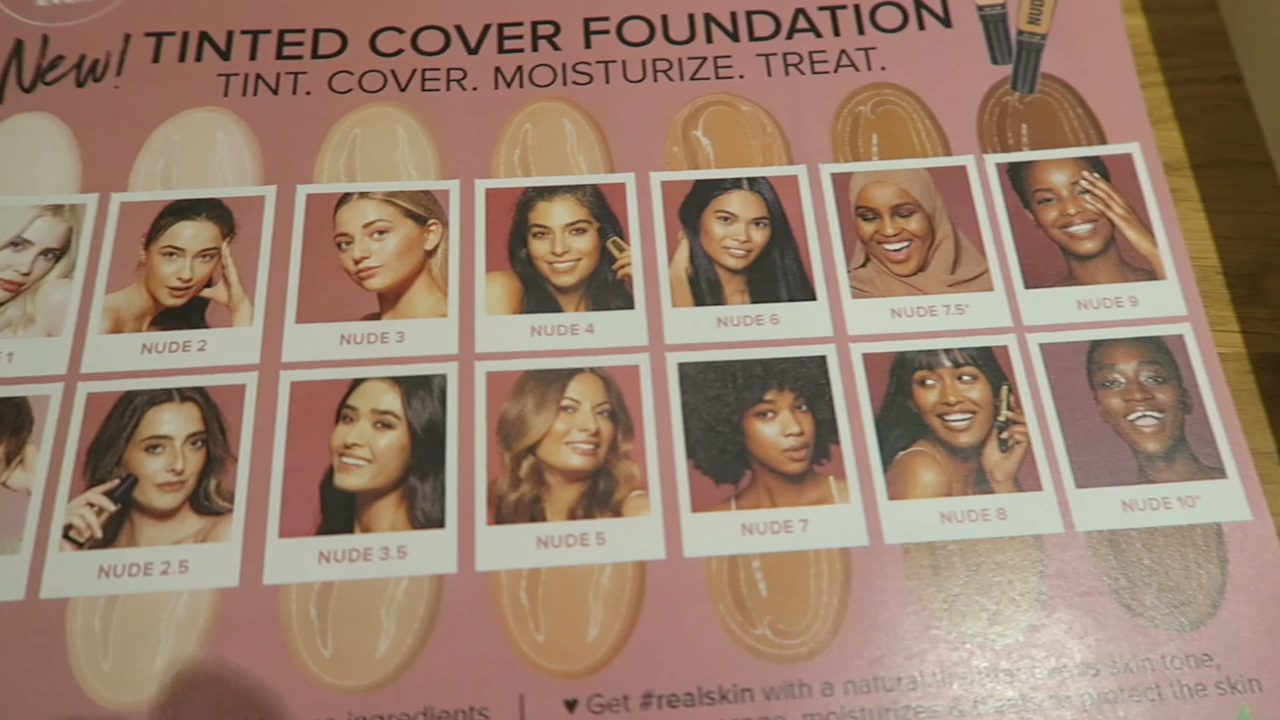 New! TINTED COVER FOUNDATION
TINT. COVER. MOISTURIZE. TREAT.
NUD
1
NUDE 2
NUDE 3
NUDE 4
NUDE 6
NUDE 7.5*
NUDE 9
NUDE 2.5
NUDE 3.5
NUDE 5
NUDE 7
NUDE 8
NUDE 10*
ingredients
♥ Get #realskin with a natural skin tone,
moisturizes & protect the skin